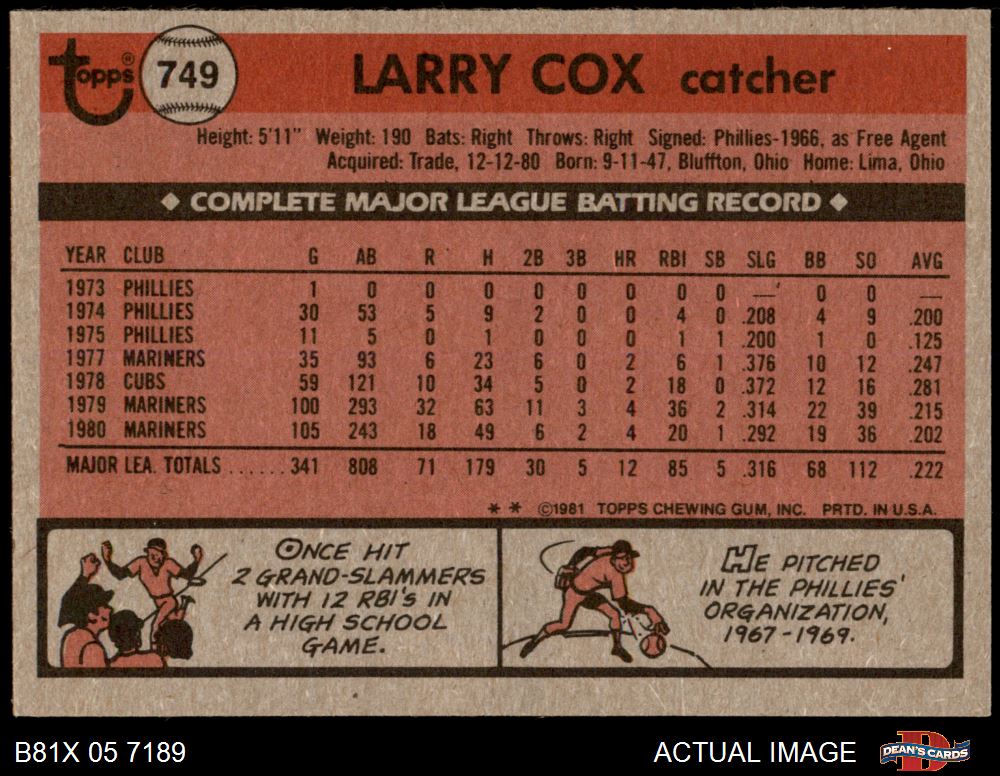 Topps® 749 LARRY COX catcher
Height: 5'11" Weight: 190 Bats: Right Throws: Right Signed: Phillies-1966, as Free Agent
Acquired: Trade, 12-12-80 Born: 9-11-47, Bluffton, Ohio Home: Lima, Ohio
◆ COMPLETE MAJOR LEAGUE BATTING RECORD ◆
YEAR CLUB G AB R H 2B 3B HR RBI SB SLG BB SO AVG
1973 PHILLIES 1 0 0 0 0 0 0 0 0 — 0 0 —
1974 PHILLIES 30 53 5 9 2 0 0 4 0 .208 4 9 .200
1975 PHILLIES 11 5 0 1 0 0 0 1 1 .200 1 0 .125
1977 MARINERS 35 93 6 23 6 0 2 6 1 .376 10 12 .247
1978 CUBS 59 121 10 34 5 0 2 18 0 .372 12 16 .281
1979 MARINERS 100 293 32 63 11 3 4 36 2 .314 22 39 .215
1980 MARINERS 105 243 18 49 6 2 4 20 1 .292 19 36 .202
MAJOR LEA. TOTALS ...... 341 808 71 179 30 5 12 85 5 .316 68 112 .222
* * ©1981 TOPPS CHEWING GUM, INC. PRTD. IN U.S.A.
ONCE HIT
2 GRAND-SLAMMERS
WITH 12 RBI'S IN
A HIGH SCHOOL
GAME.
HE PITCHED
IN THE PHILLIES'
ORGANIZATION,
1967-1969.
B81X 05 7189 ACTUAL IMAGE DEAN'S CARDS